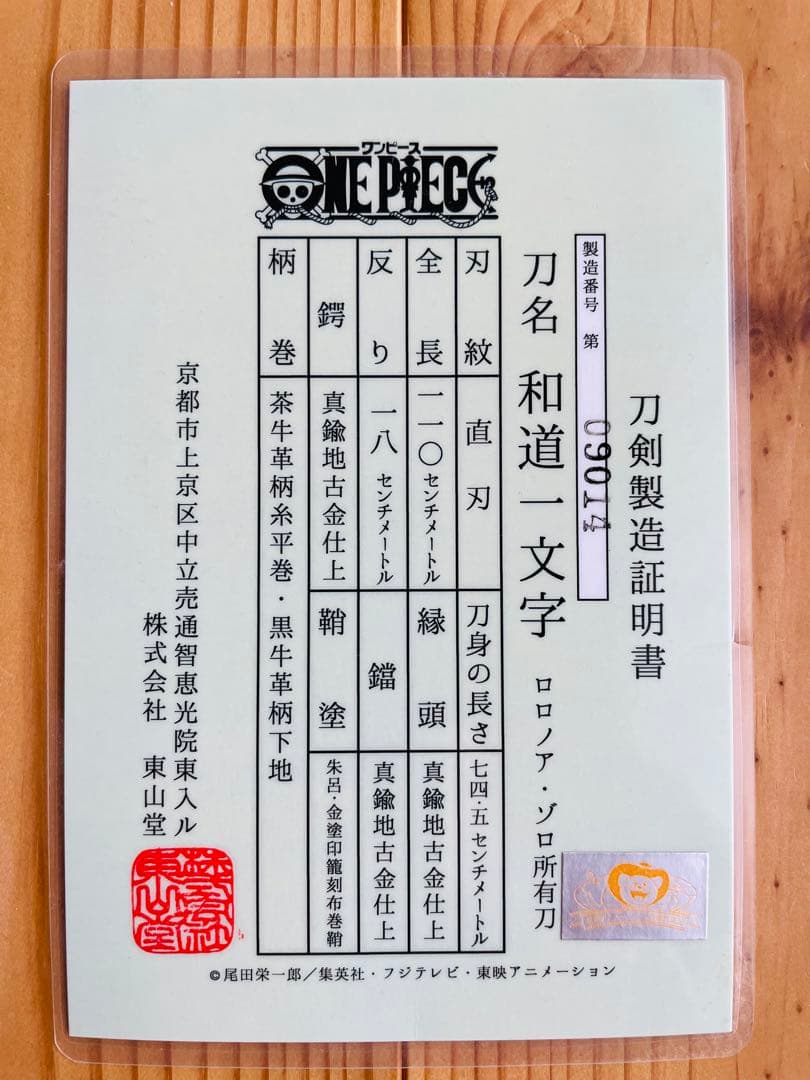 ワンピース
ONE PIECE
刀剣製造証明書
製造番号 第 09014
刀名 和道一文字 ロロノア・ゾロ所有刀
刃紋 直刃 刀身の長さ 七四・五センチメートル
全長 一一〇センチメートル 縁頭 真鍮地古金仕上
反り 一八センチメートル 鐺 真鍮地古金仕上
鍔 真鍮地古金仕上 鞘塗 朱呂・金塗印籠刻布巻鞘
柄巻 茶牛革柄糸平巻・黒牛革柄下地
京都市上京区中立売通智恵光院東入ル
株式会社 東山堂
株式会社
東山堂
©尾田栄一郎／集英社・フジテレビ・東映アニメーション